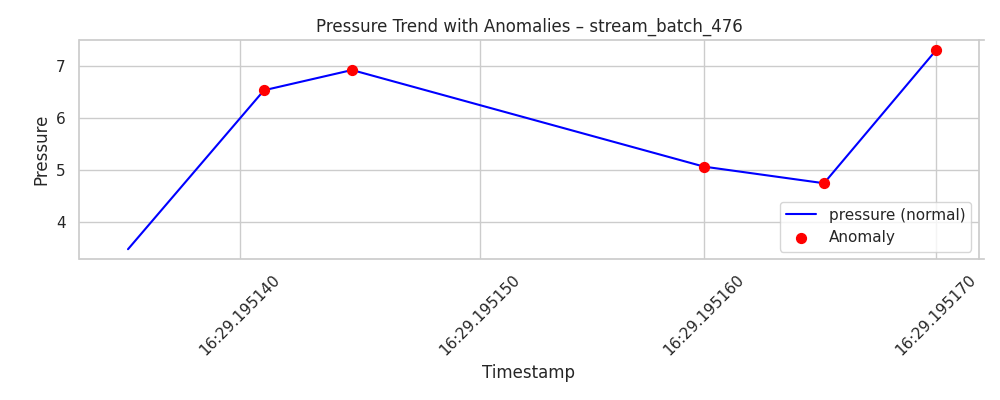 Pressure Trend with Anomalies – stream_batch_476
Pressure
7
6
5
4
pressure (normal)
Anomaly
16:29.195140
16:29.195150
16:29.195160
16:29.195170
Timestamp